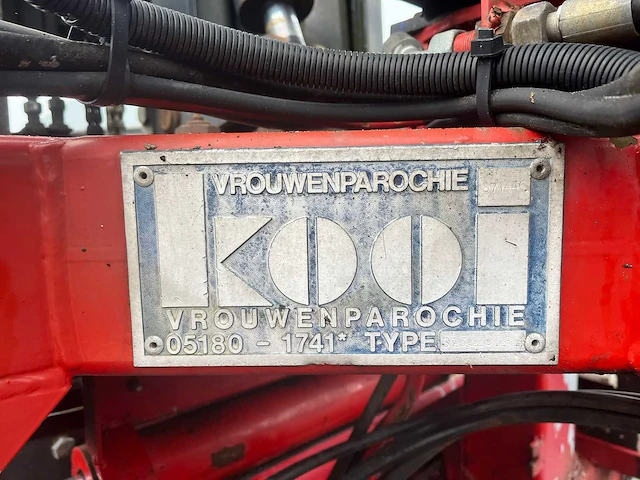 VROUWENPAROCHIE
kooi
VROUWENPAROCHIE
05180 - 1741* TYPE